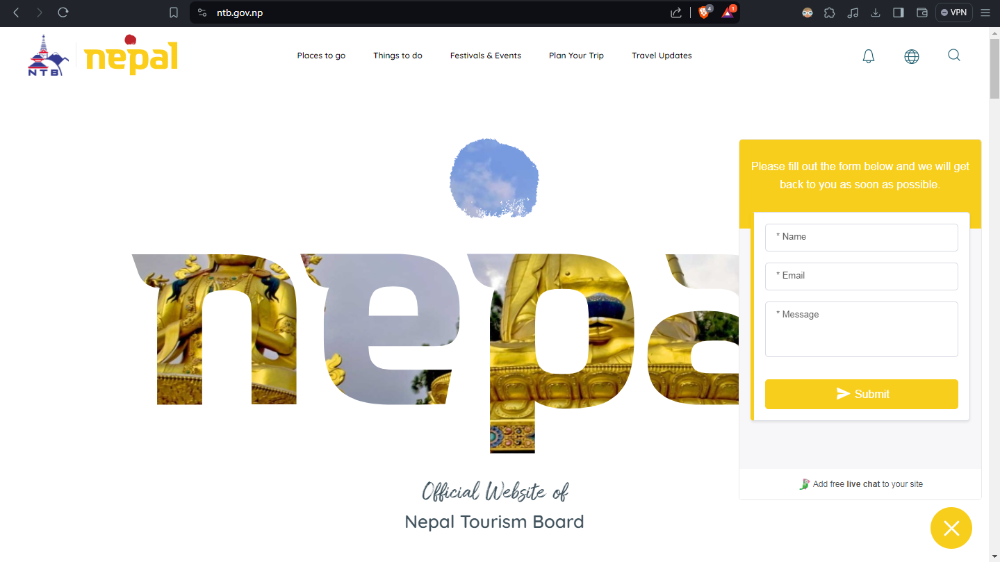 ntb.gov.np
4
1
VPN
NTB
nepal
Places to go
Things to do
Festivals & Events
Plan Your Trip
Travel Updates
nepa
Official Website of
Nepal Tourism Board
Please fill out the form below and we will get
back to you as soon as possible.
* Name
* Email
* Message
Submit
Add free live chat to your site